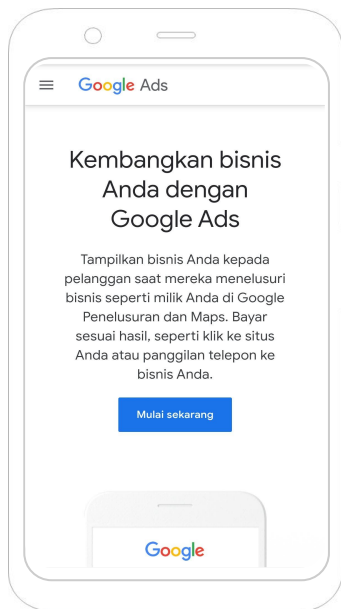 Google Ads
Kembangkan bisnis
Anda dengan
Google Ads
Tampilkan bisnis Anda kepada
pelanggan saat mereka menelusuri
bisnis seperti milik Anda di Google
Penelusuran dan Maps. Bayar
sesuai hasil, seperti klik ke situs
Anda atau panggilan telepon ke
bisnis Anda.
Mulai sekarang
Google